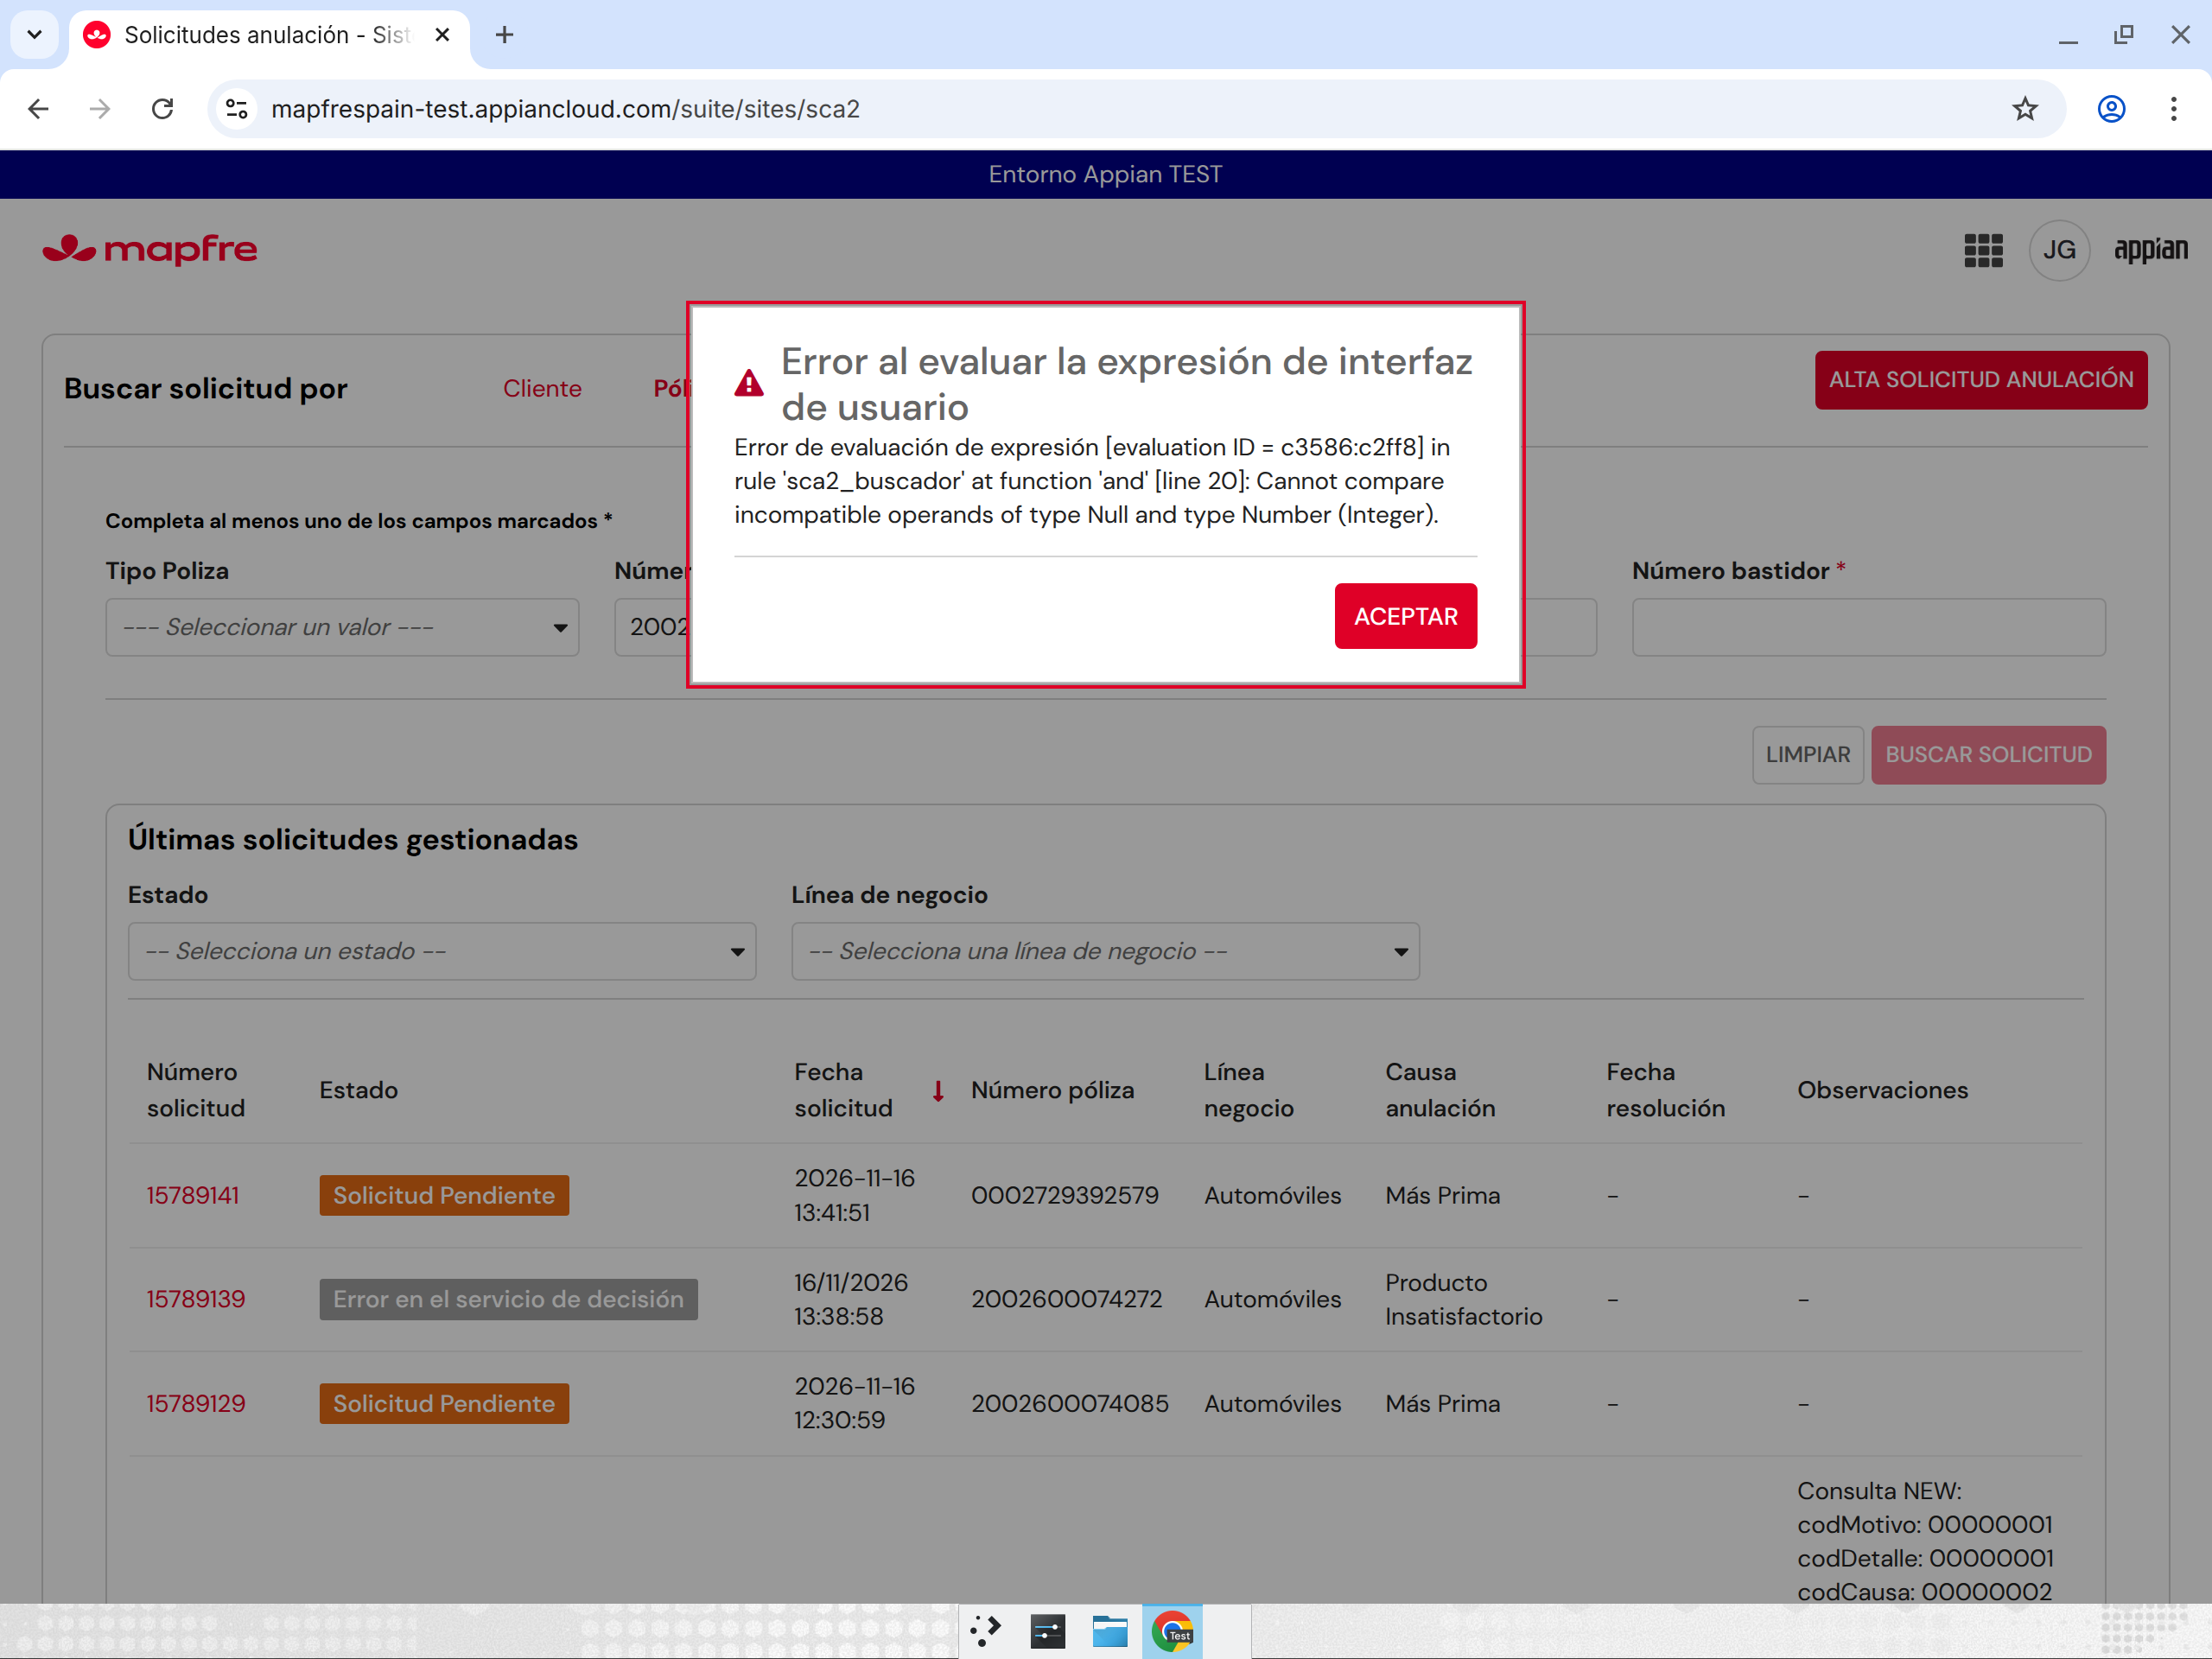 Solicitudes anulación - Sist
mapfrespain-test.appiancloud.com/suite/sites/sca2
Entorno Appian TEST
mapfre
JG
appian
Buscar solicitud por
Cliente
Póli
ALTA SOLICITUD ANULACIÓN
Error al evaluar la expresión de interfaz
de usuario
Error de evaluación de expresión [evaluation ID = c3586:c2ff8] in
rule 'sca2_buscador' at function 'and' [line 20]: Cannot compare
incompatible operands of type Null and type Number (Integer).
ACEPTAR
Completa al menos uno de los campos marcados *
Tipo Poliza
Númer
Número bastidor *
--- Seleccionar un valor ---
2002
LIMPIAR
BUSCAR SOLICITUD
Últimas solicitudes gestionadas
Estado
Línea de negocio
-- Selecciona un estado --
-- Selecciona una línea de negocio --
Número
solicitud
Estado
Fecha
solicitud
Número póliza
Línea
negocio
Causa
anulación
Fecha
resolución
Observaciones
15789141
Solicitud Pendiente
2026-11-16
13:41:51
0002729392579
Automóviles
Más Prima
-
-
15789139
Error en el servicio de decisión
16/11/2026
13:38:58
2002600074272
Automóviles
Producto
Insatisfactorio
-
-
15789129
Solicitud Pendiente
2026-11-16
12:30:59
2002600074085
Automóviles
Más Prima
-
-
Consulta NEW:
codMotivo: 00000001
codDetalle: 00000001
codCausa: 00000002
Test